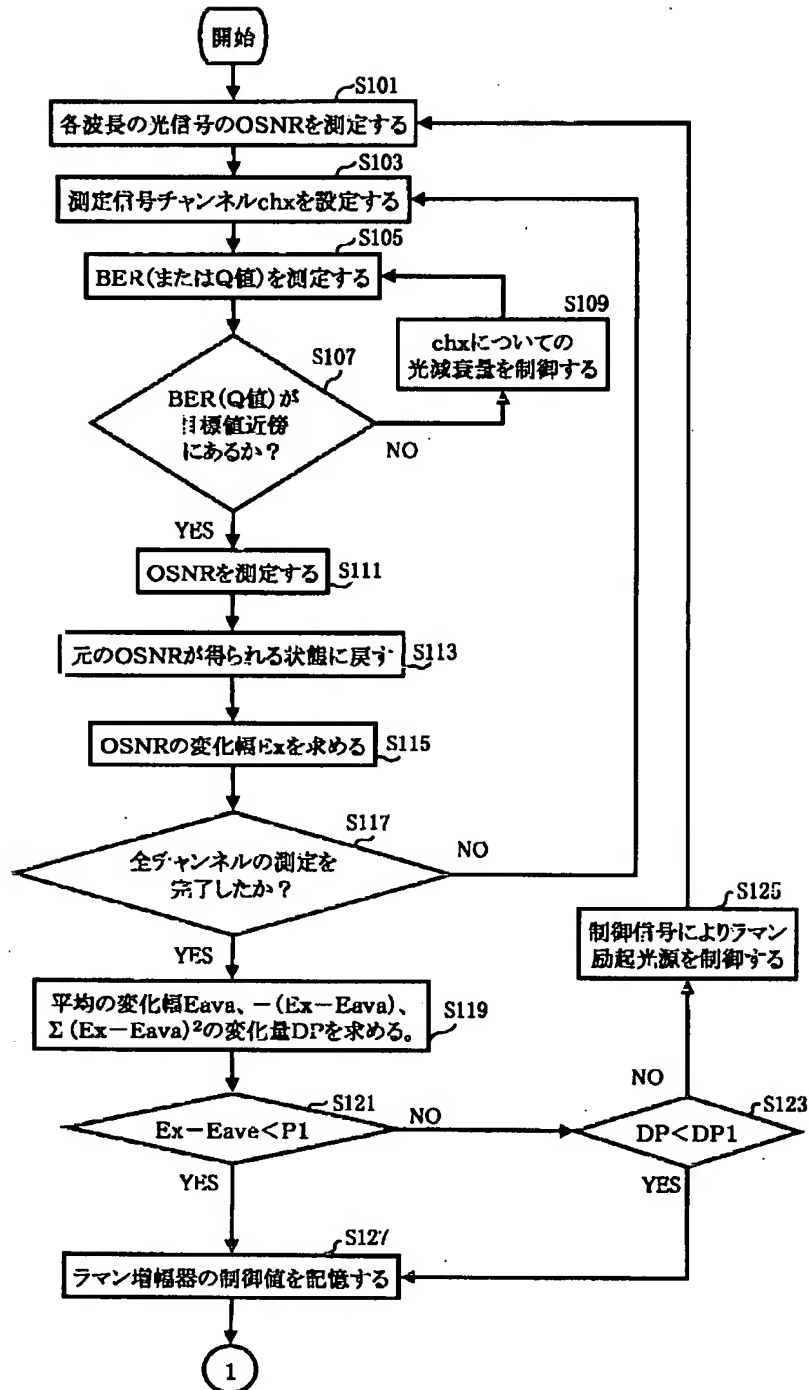 開始
S101
各波長の光信号のOSNRを測定する
S103
測定信号チャンネルchxを設定する
S105
BER(またはQ値)を測定する
S109
chxについての
光減衰量を制御する
S107
BER(Q値)が
目標値近傍
にあるか？
NO
YES
OSNRを測定する
S111
元のOSNRが得られる状態に戻す
S113
OSNRの変化幅Exを求める
S115
S117
全チャンネルの測定を
完了したか？
NO
YES
S125
制御信号によりラマン
励起光源を制御する
平均の変化幅Eava、－(Ex－Eava)、
Σ(Ex－Eava)²の変化量DPを求める。
S119
NO
S121
Ex－Eave<P1
NO
S123
DP<DP1
YES
YES
S127
ラマン増幅器の制御値を記憶する
1